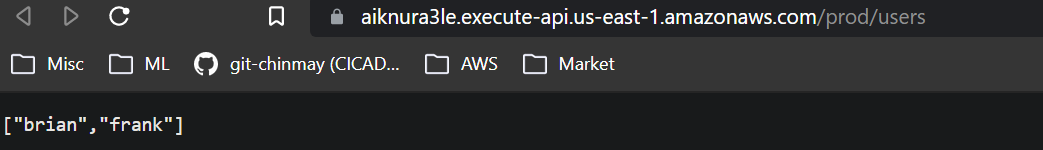 aiknura3le.execute-api.us-east-1.amazonaws.com/prod/users
Misc ML git-chinmay (CICAD... AWS Market
["brian","frank"]